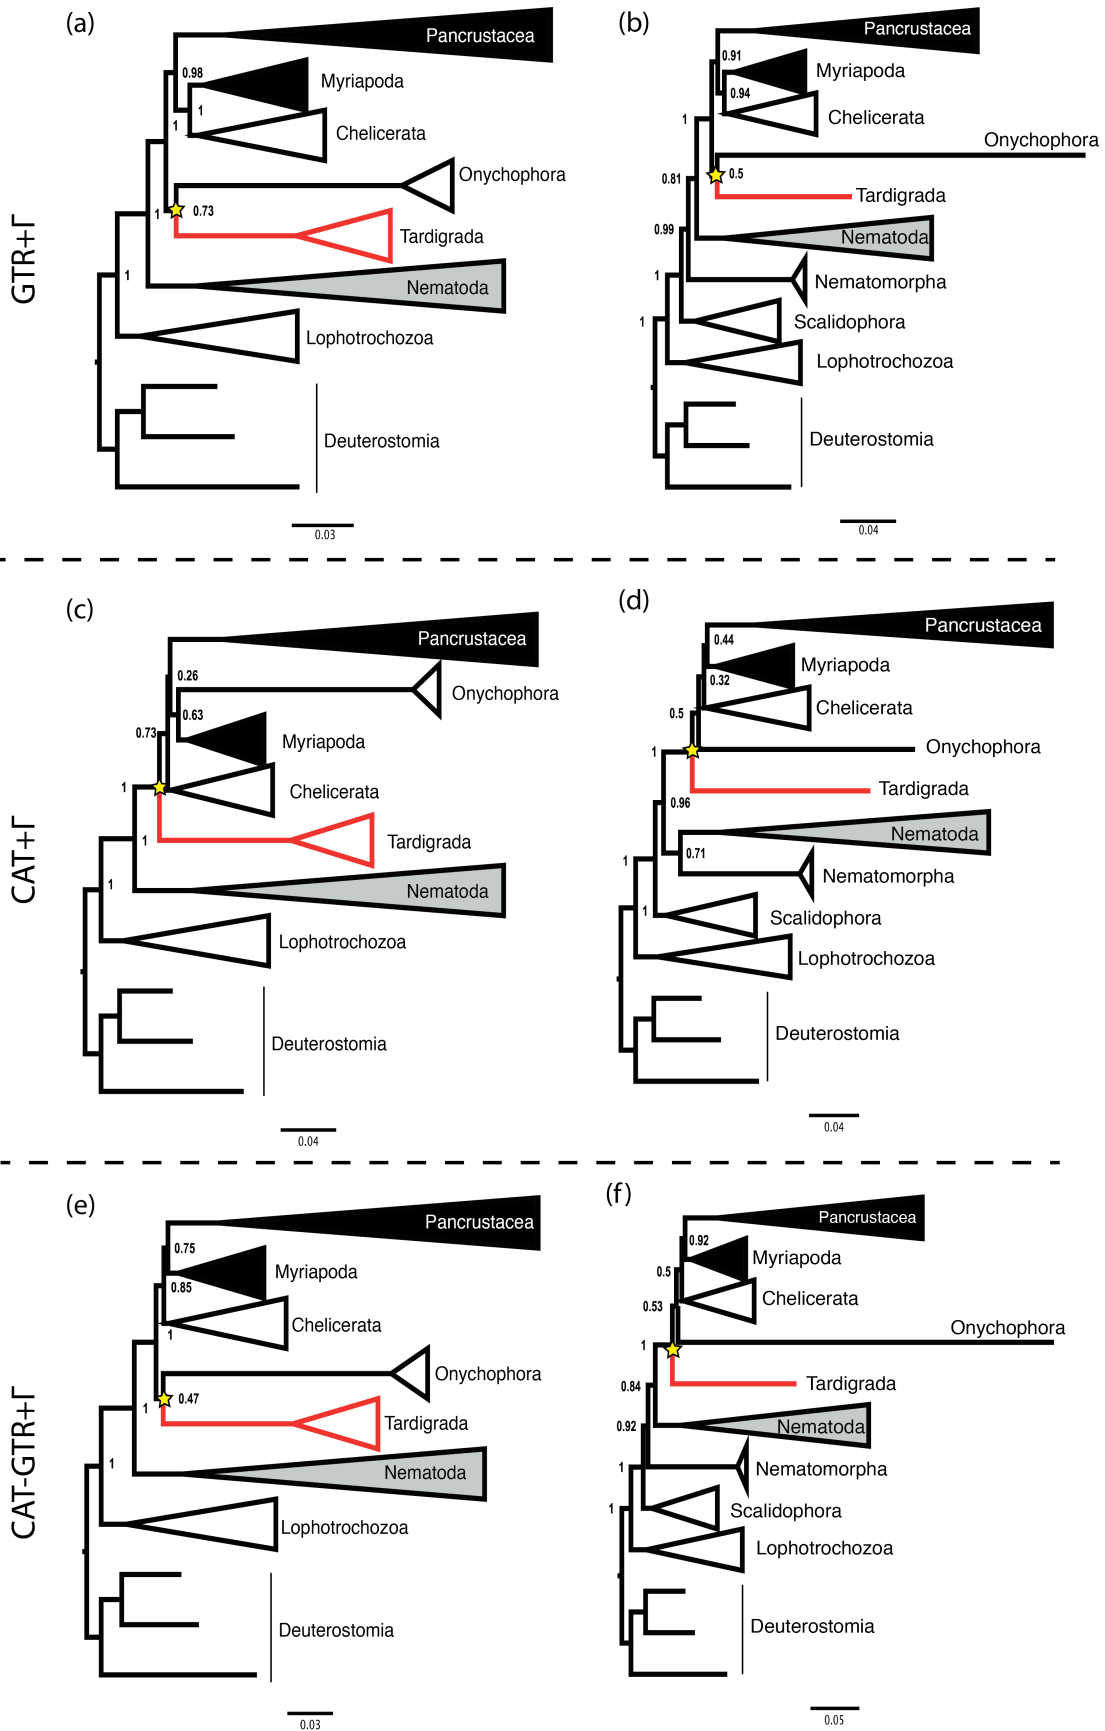 (a)
Pancrustacea
0.98
Myriapoda
1
1
Chelicerata
Onychophora
1
0.73
Tardigrada
1
Nematoda
Lophotrochozoa
Deuterostomia
0.03
GTR+Γ
(b)
Pancrustacea
0.91
Myriapoda
0.94
1
Chelicerata
Onychophora
0.81
0.5
Tardigrada
0.99
Nematoda
1
Nematomorpha
1
Scalidophora
Lophotrochozoa
Deuterostomia
0.04
(c)
Pancrustacea
0.26
Onychophora
0.63
0.73
Myriapoda
1
Chelicerata
1
Tardigrada
1
Nematoda
Lophotrochozoa
Deuterostomia
0.04
CAT+Γ
(d)
Pancrustacea
0.44
Myriapoda
0.32
0.5
Chelicerata
1
Onychophora
Tardigrada
0.96
Nematoda
0.71
1
Nematomorpha
1
Scalidophora
Lophotrochozoa
Deuterostomia
0.04
(e)
Pancrustacea
0.75
Myriapoda
0.85
Chelicerata
1
Onychophora
1
0.47
Tardigrada
1
Nematoda
Lophotrochozoa
Deuterostomia
0.03
CAT-GTR+Γ
(f)
Pancrustacea
0.92
Myriapoda
0.5
Chelicerata
0.53
Onychophora
1
0.84
Tardigrada
0.92
Nematoda
1
Nematomorpha
1
Scalidophora
Lophotrochozoa
Deuterostomia
0.05